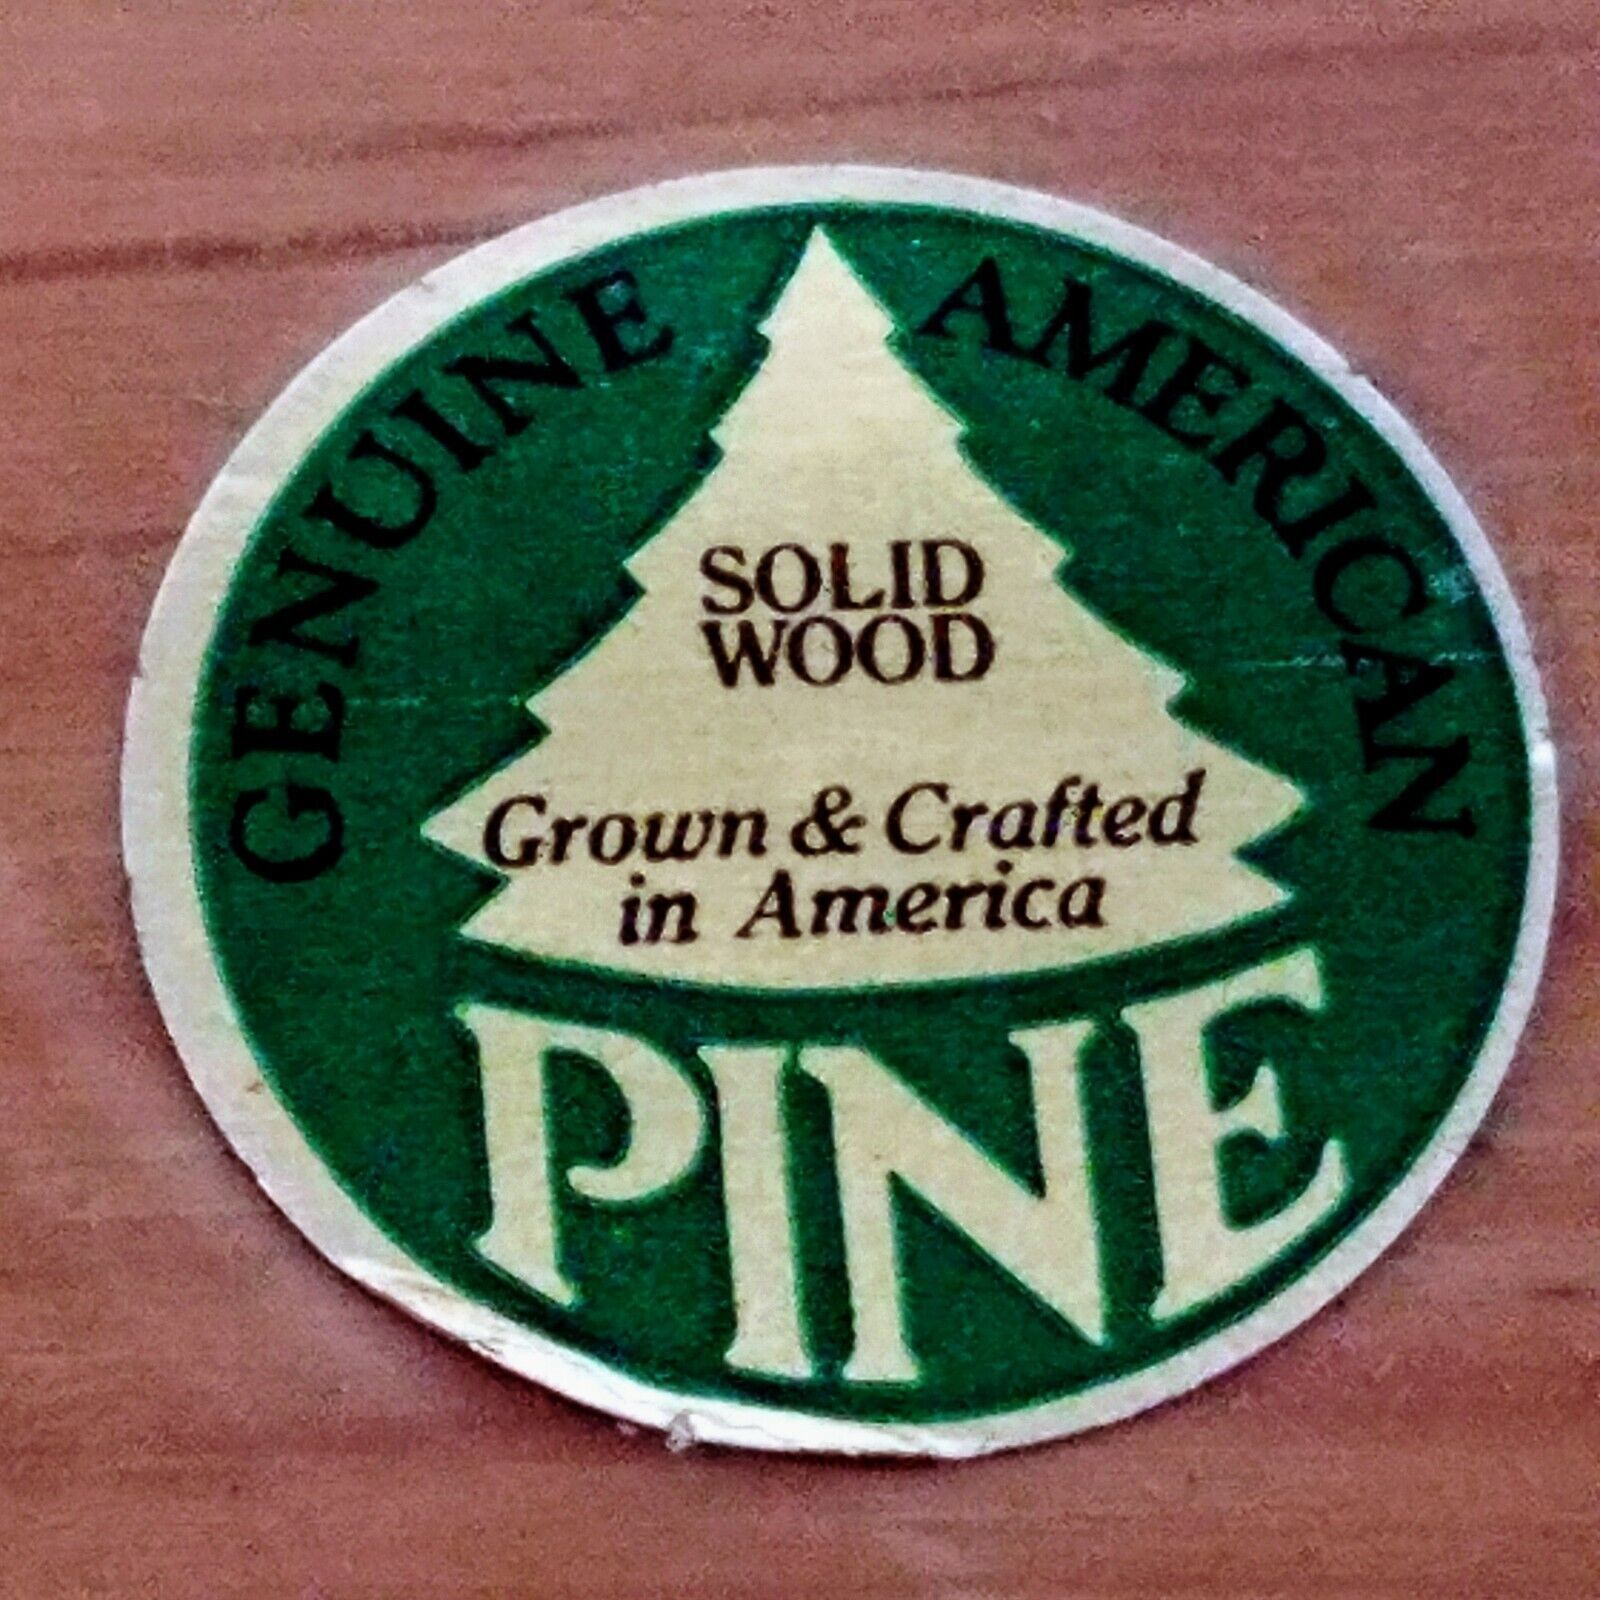 GENUINE AMERICAN
SOLID
WOOD
Grown & Crafted
in America
PINE